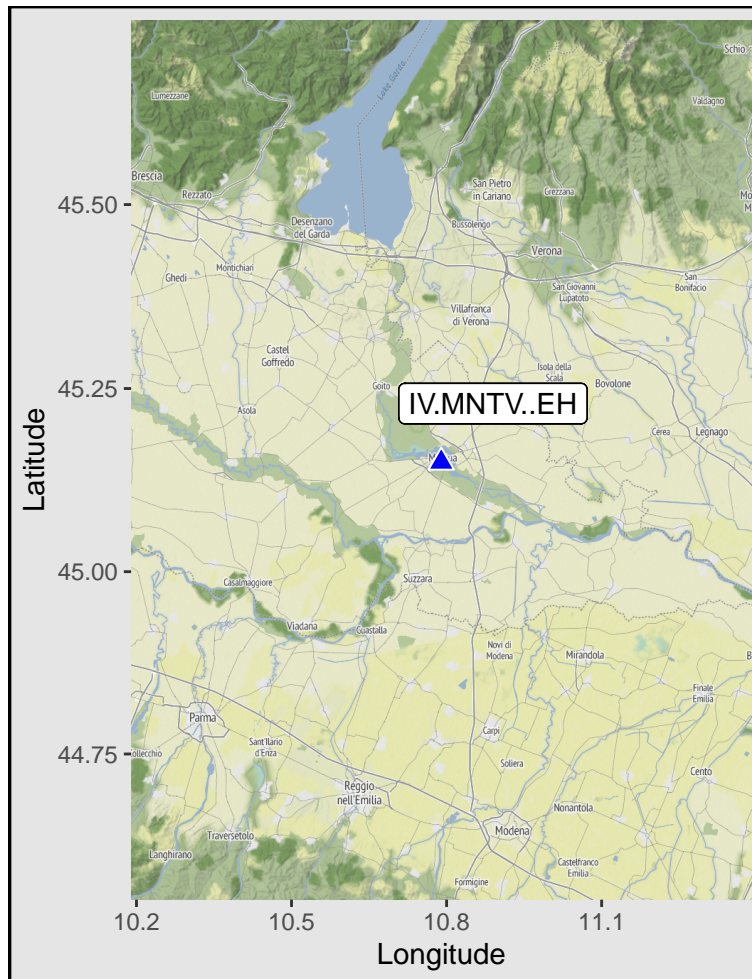 Schio
Lake Garda
Lumezzane
Valdagno
Brescia
Rezzato
San Pietro
in Cariano
Grezzana
45.50
Desenzano
del Garda
Bussolengo
Verona
Ghedi
Montichiari
San Giovanni
Lupatoto
San
Bonifacio
Villafranca
di Verona
Castel
Goffredo
Isola della
Scala
45.25
Goito
Bovolone
IV.MNTV..EH
Asola
Cerea
Legnago
Latitude
45.00
Casalmaggiore
Suzzara
Viadana
Guastalla
Novi di
Modena
Mirandola
Finale
Emilia
Parma
Carpi
Sant'Ilario
d'Enza
44.75
ollecchio
Soliera
Cento
Reggio
nell'Emilia
Nonantola
Traversetolo
Modena
Langhirano
Castelfranco
Emilia
Formigine
10.2
10.5
10.8
11.1
Longitude